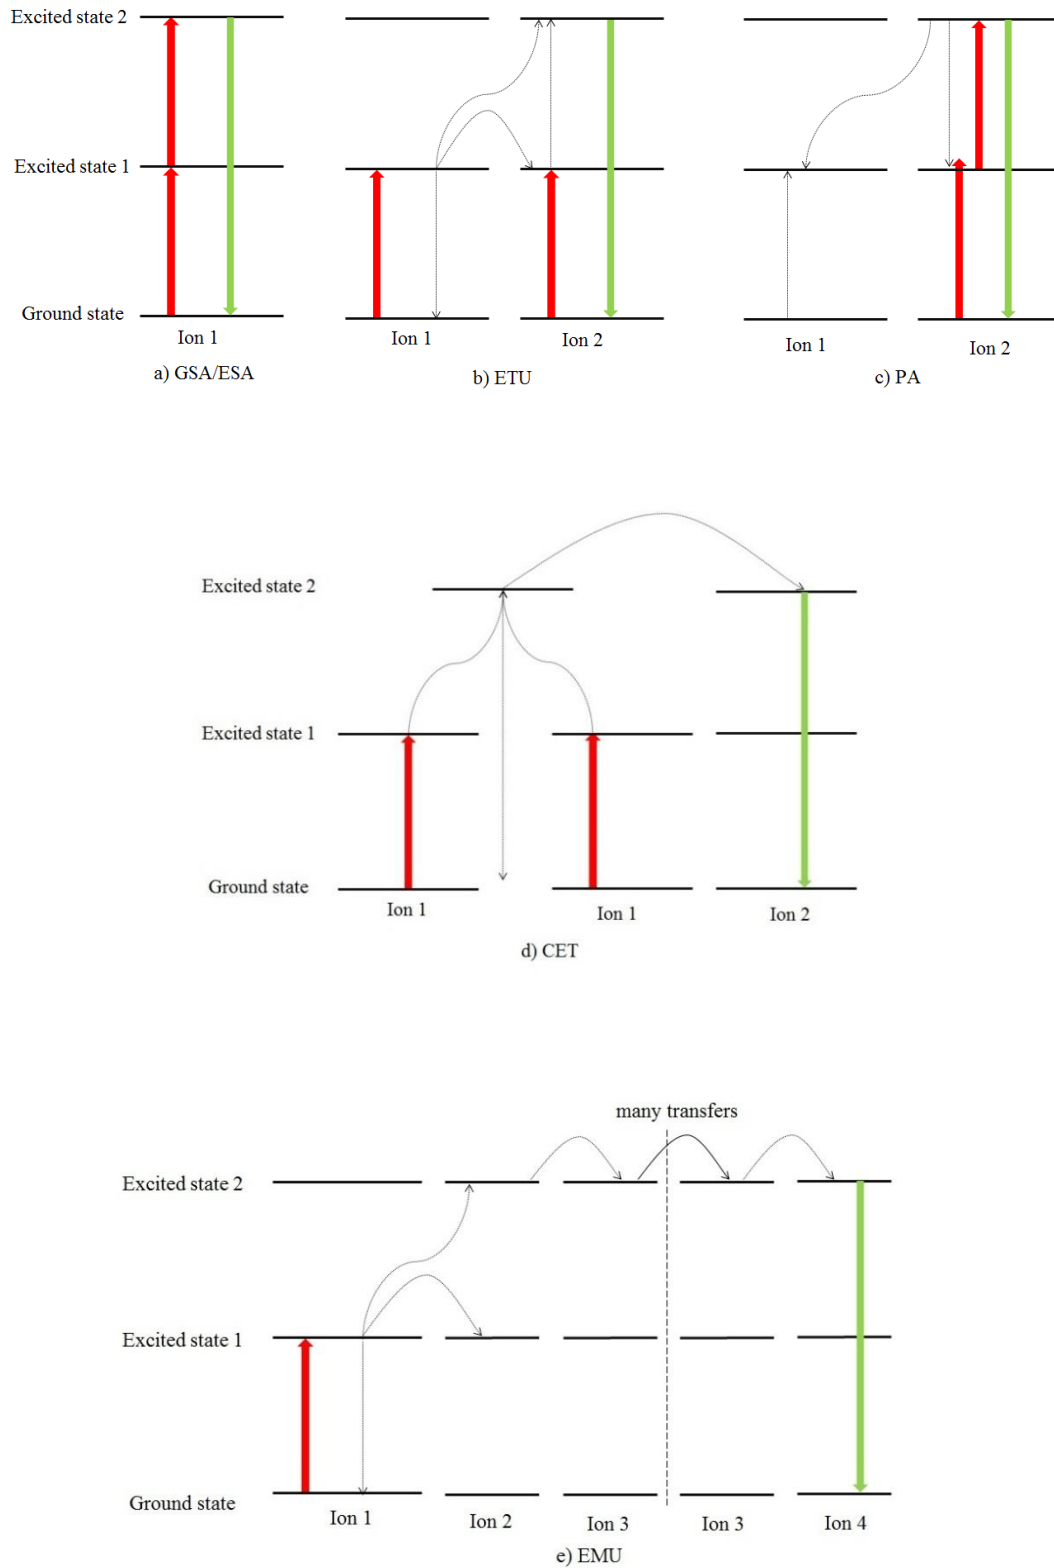 Excited state 2
Excited state 1
Ground state
Ion 1
a) GSA/ESA
Ion 1
Ion 2
b) ETU
Ion 1
Ion 2
c) PA
Excited state 2
Excited state 1
Ground state
Ion 1
Ion 1
Ion 2
d) CET
many transfers
Excited state 2
Excited state 1
Ground state
Ion 1
Ion 2
Ion 3
Ion 3
Ion 4
e) EMU